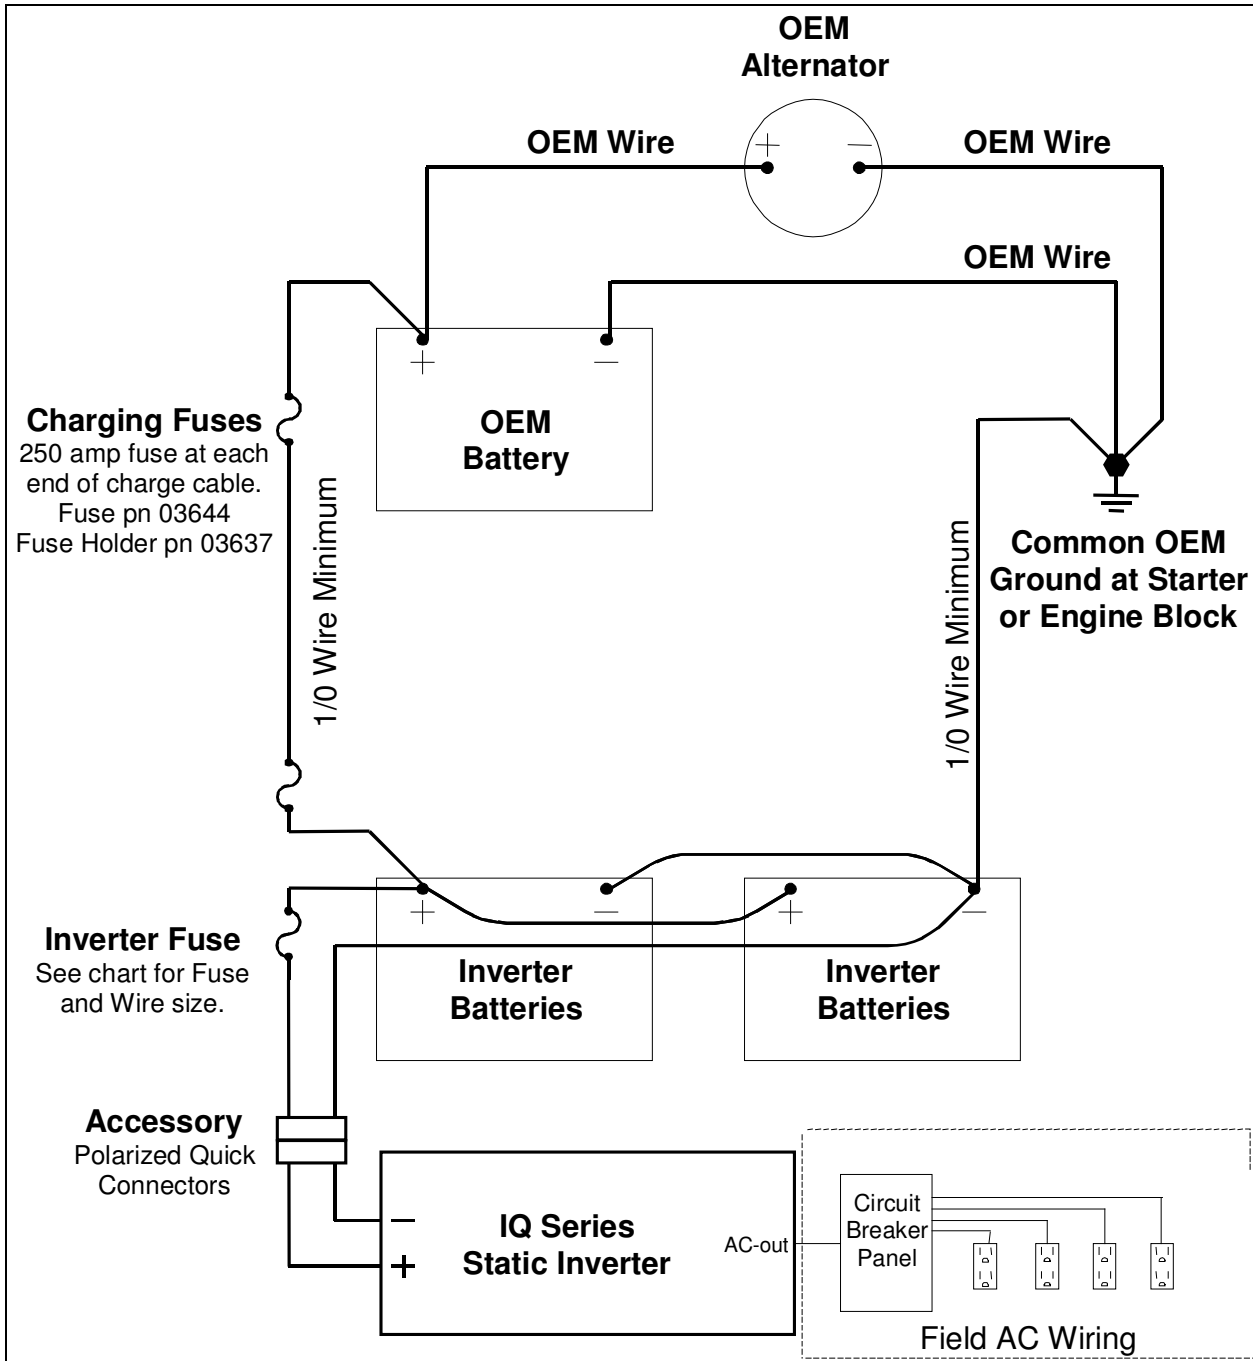 OEM
Alternator
+
−
OEM Wire
OEM Wire
OEM Wire
+
−
OEM
Battery
Charging Fuses
250 amp fuse at each
end of charge cable.
Fuse pn 03644
Fuse Holder pn 03637
1/0 Wire Minimum
1/0 Wire Minimum
Common OEM
Ground at Starter
or Engine Block
+
−
+
−
Inverter Fuse
See chart for Fuse
and Wire size.
Inverter
Batteries
Inverter
Batteries
Accessory
Polarized Quick
Connectors
−
+
IQ Series
Static Inverter
AC-out
Circuit
Breaker
Panel
Field AC Wiring